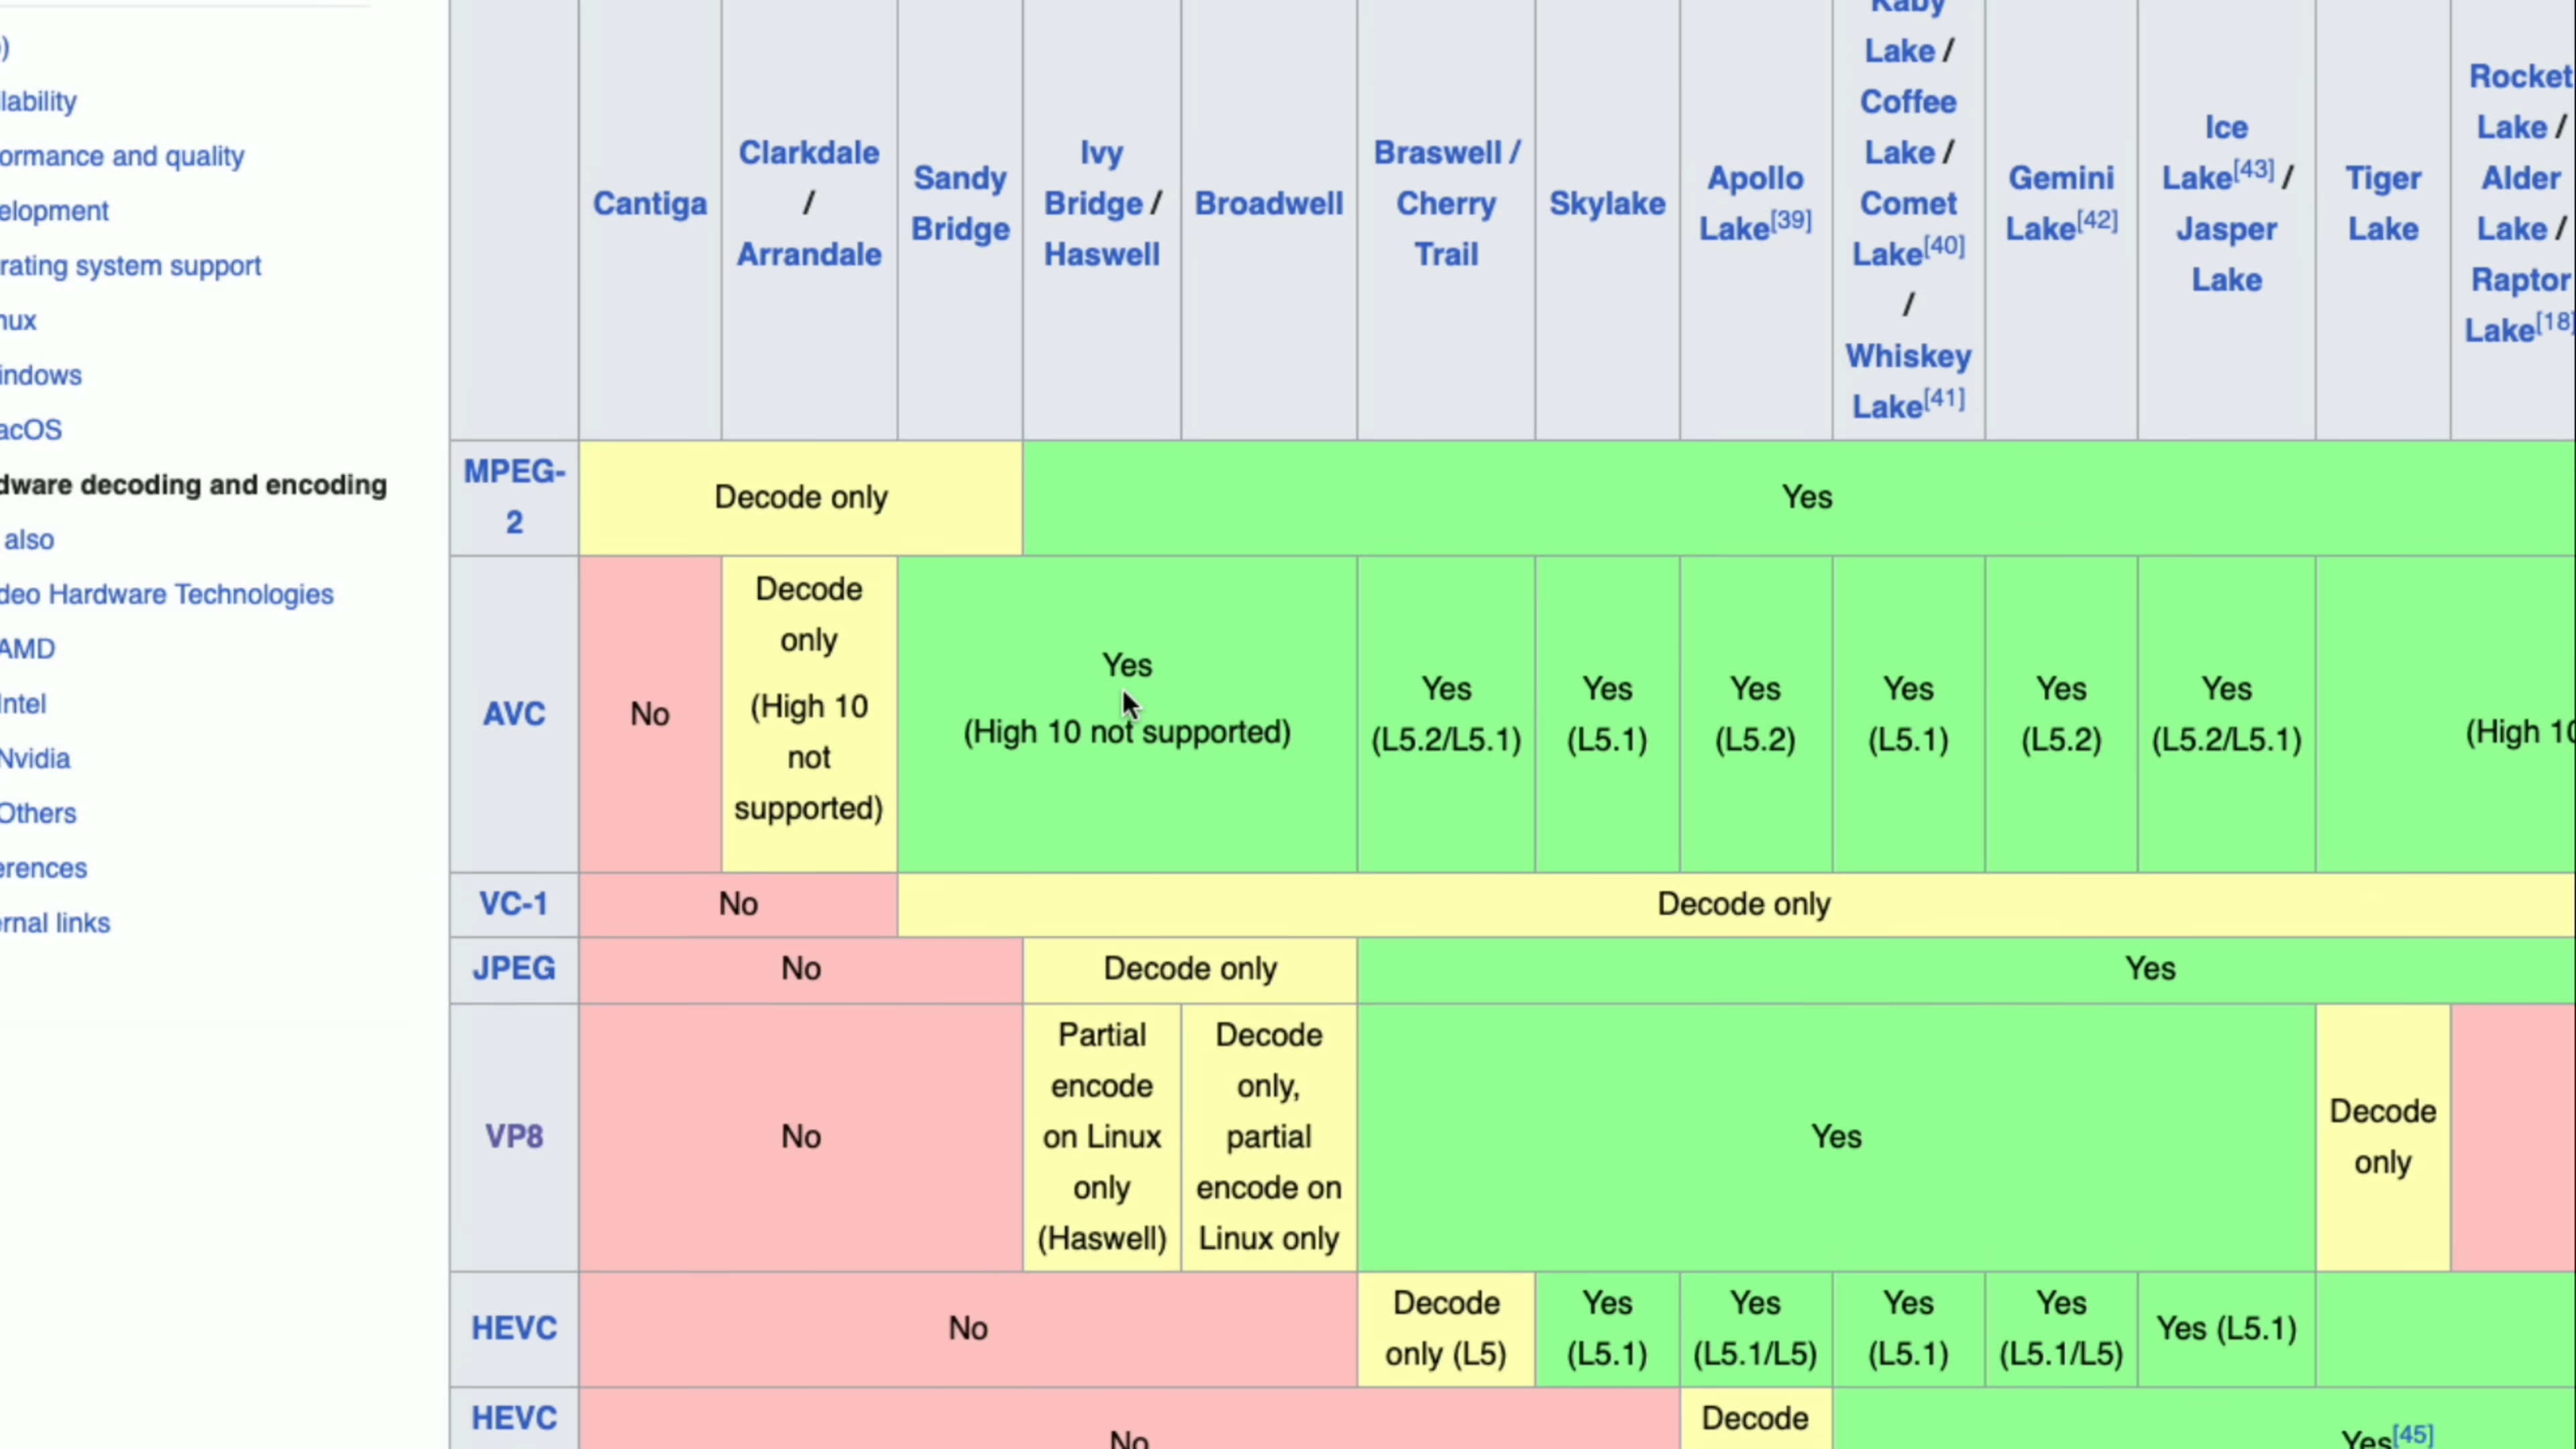 )
lability
ormance and quality
elopment
rating system support
nux
indows
acOS
dware decoding and encoding
also
deo Hardware Technologies
AMD
Intel
Nvidia
Others
erences
ernal links
Cantiga
Clarkdale
/
Arrandale
Sandy
Bridge
Ivy
Bridge /
Haswell
Broadwell
Braswell /
Cherry
Trail
Skylake
Apollo
Lake[39]
Kaby
Lake /
Coffee
Lake /
Comet
Lake[40]
/
Whiskey
Lake[41]
Gemini
Lake[42]
Ice
Lake[43] /
Jasper
Lake
Tiger
Lake
Rocket
Lake /
Alder
Lake /
Raptor
Lake[18]
MPEG-
2
Decode only
Yes
AVC
No
Decode
only
(High 10
not
supported)
Yes
(High 10 not supported)
Yes
(L5.2/L5.1)
Yes
(L5.1)
Yes
(L5.2)
Yes
(L5.1)
Yes
(L5.2)
Yes
(L5.2/L5.1)
(High 10
VC-1
No
Decode only
JPEG
No
Decode only
Yes
VP8
No
Partial
encode
on Linux
only
(Haswell)
Decode
only,
partial
encode on
Linux only
Yes
Decode
only
HEVC
No
Decode
only (L5)
Yes
(L5.1)
Yes
(L5.1/L5)
Yes
(L5.1)
Yes
(L5.1/L5)
Yes (L5.1)
HEVC
No
Decode
Yes[45]